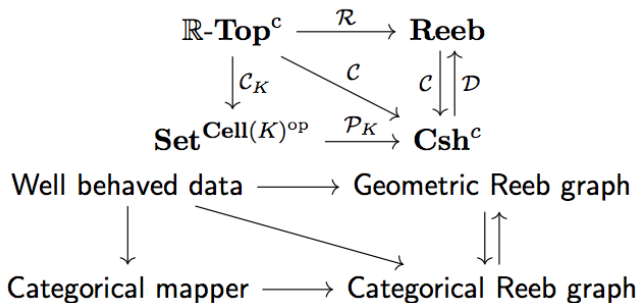 ℝ-Top^c ℛ Reeb
𝒞_K 𝒞 𝒞 𝒟
Set^{Cell(K)^{op}} 𝒫_K Csh^c
Well behaved data Geometric Reeb graph
Categorical mapper Categorical Reeb graph